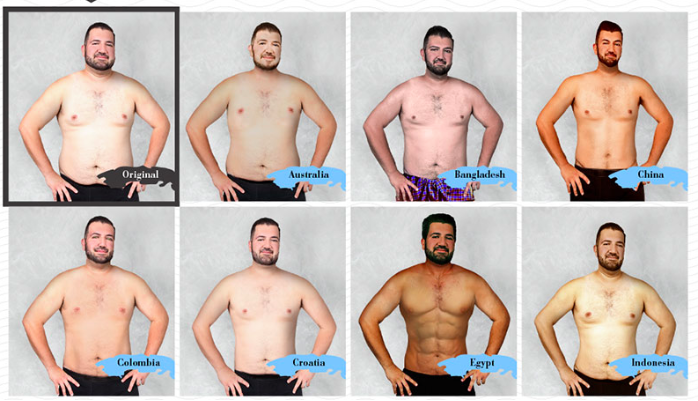 Original
Australia
Bangladesh
China
Colombia
Croatia
Egypt
Indonesia